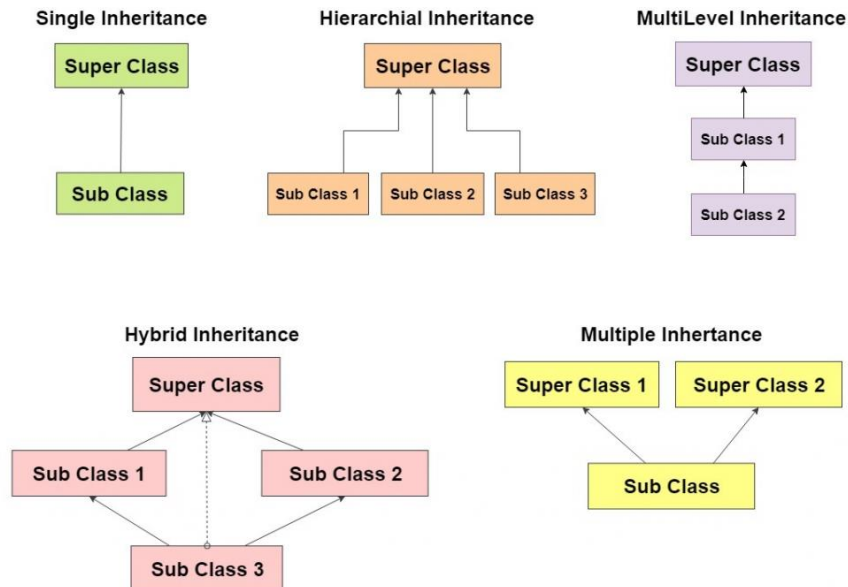 Single Inheritance
Super Class
Sub Class
Hierarchial Inheritance
Super Class
Sub Class 1
Sub Class 2
Sub Class 3
MultiLevel Inheritance
Super Class
Sub Class 1
Sub Class 2
Hybrid Inheritance
Super Class
Sub Class 1
Sub Class 2
Sub Class 3
Multiple Inhertance
Super Class 1
Super Class 2
Sub Class